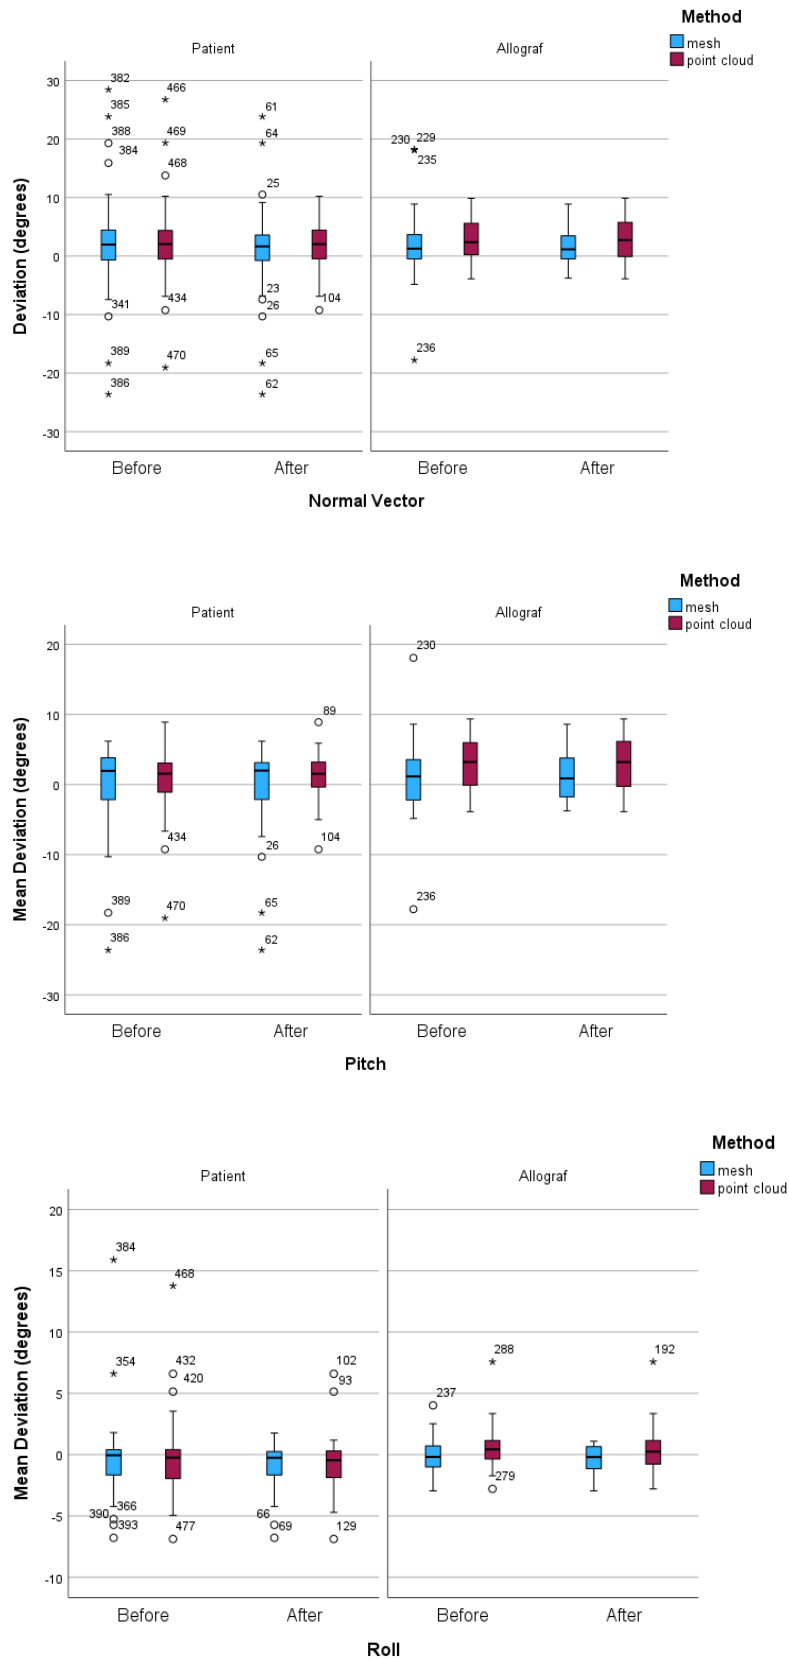 Method
mesh
point cloud
Patient
Allograf
Deviation (degrees)
30
20
10
0
-10
-20
-30
382
385
388
384
341
389
386
466
469
468
434
470
61
64
25
23
26
65
62
104
230 229
235
236
Before
After
Before
After
Normal Vector
Method
mesh
point cloud
Patient
Allograf
Mean Deviation (degrees)
20
10
0
-10
-20
-30
389
386
434
470
26
65
62
89
104
230
236
Before
After
Before
After
Pitch
Method
mesh
point cloud
Patient
Allograf
Mean Deviation (degrees)
20
15
10
5
0
-5
-10
384
354
366
390
393
468
432
420
477
66
69
102
93
129
237
288
279
192
Before
After
Before
After
Roll